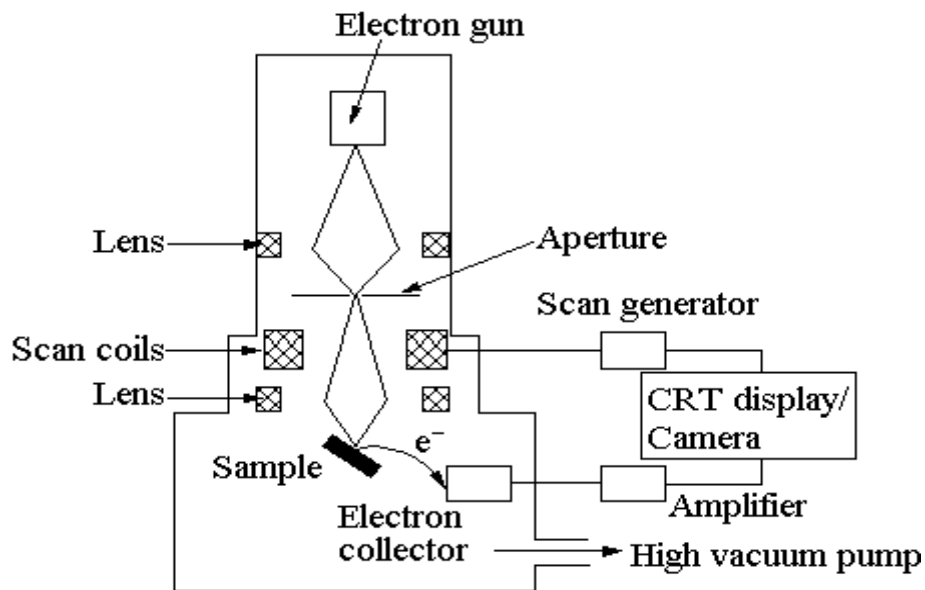 Electron gun
Lens
Aperture
Scan generator
Scan coils
Lens
CRT display/
Camera
e⁻
Sample
Amplifier
Electron
collector
High vacuum pump